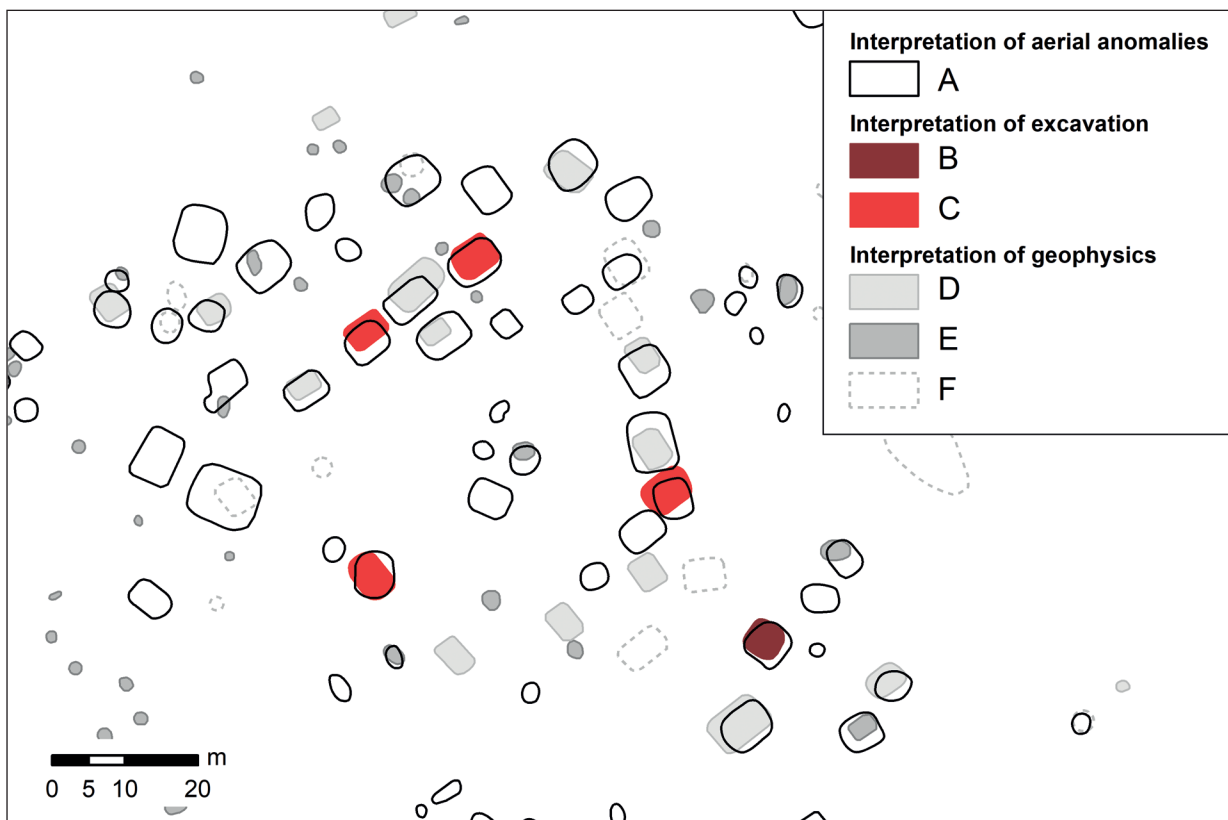 Interpretation of aerial anomalies
A
Interpretation of excavation
B
C
Interpretation of geophysics
D
E
F
m
0 5 10 20